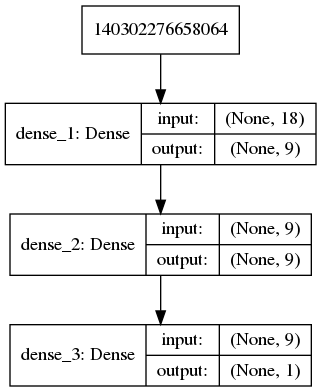 140302276658064
dense_1: Dense
input:
(None, 18)
output:
(None, 9)
dense_2: Dense
input:
(None, 9)
output:
(None, 9)
dense_3: Dense
input:
(None, 9)
output:
(None, 1)